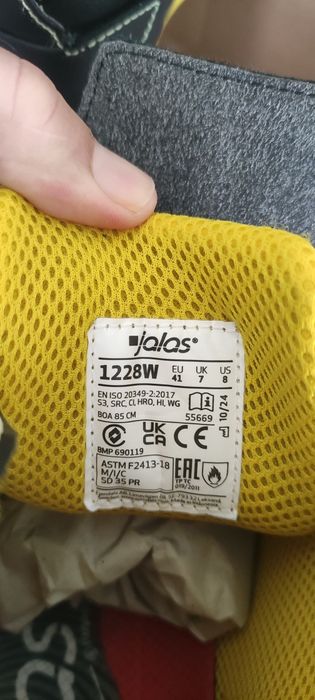 jalas®
1228W
EU UK US
41 7 8
EN ISO 20349-2:2017
S3, SRC, CI, HRO, HI, WG
BOA 85 CM
55669
10/24
UK
CA
CE
BMP 690119
ASTM F2413-18
M/I/C
SD 35 PR
EAC
TP TC
019/2011